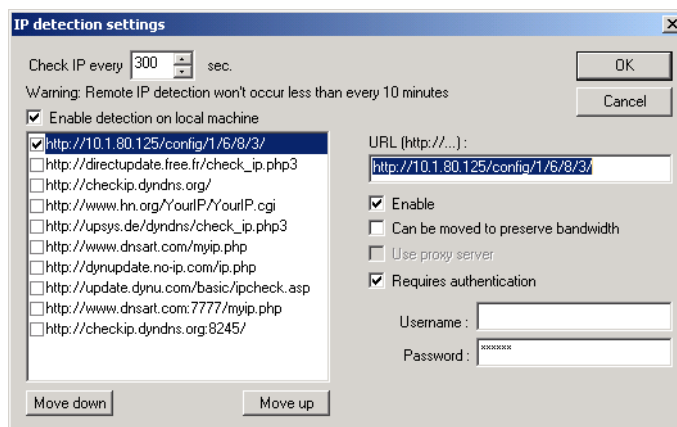 IP detection settings
Check IP every 300 sec.
OK
Warning: Remote IP detection won't occur less than every 10 minutes
Cancel
Enable detection on local machine
http://10.1.80.125/config/1/6/8/3/
http://directupdate.free.fr/check_ip.php3
http://checkip.dyndns.org/
http://www.hn.org/YourIP/YourIP.cgi
http://upsys.de/dyndns/check_ip.php3
http://www.dnsart.com/myip.php
http://dynupdate.no-ip.com/ip.php
http://update.dynu.com/basic/ipcheck.asp
http://www.dnsart.com:7777/myip.php
http://checkip.dyndns.org:8245/
Move down
Move up
URL (http://...) :
http://10.1.80.125/config/1/6/8/3/
Enable
Can be moved to preserve bandwidth
Use proxy server
Requires authentication
Username :
Password : ******